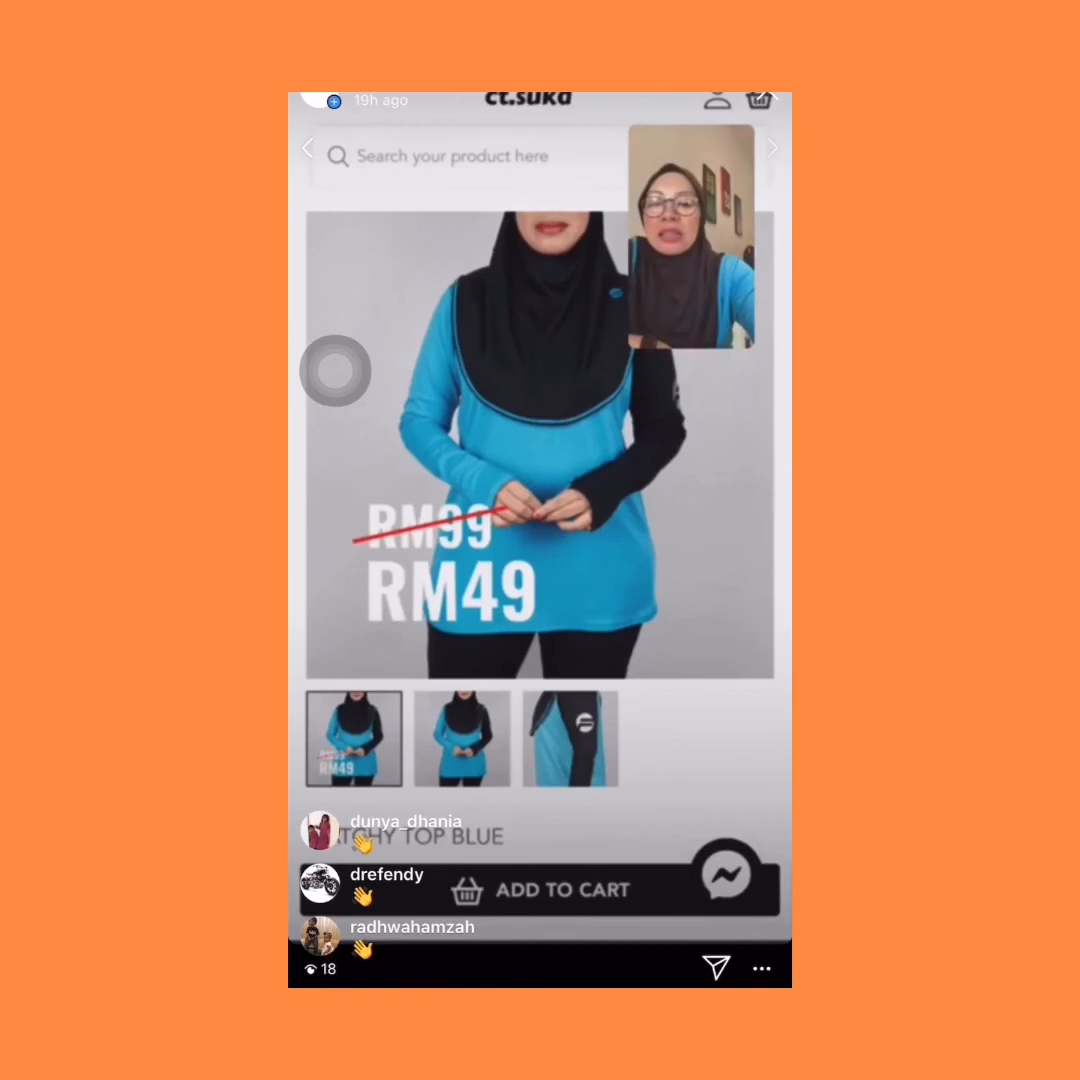 19h ago
ct.suka
Search your product here
RM99
RM49
RM49
dunya_dhania
TOP BLUE
drefendy
ADD TO CART
radhwahamzah
18